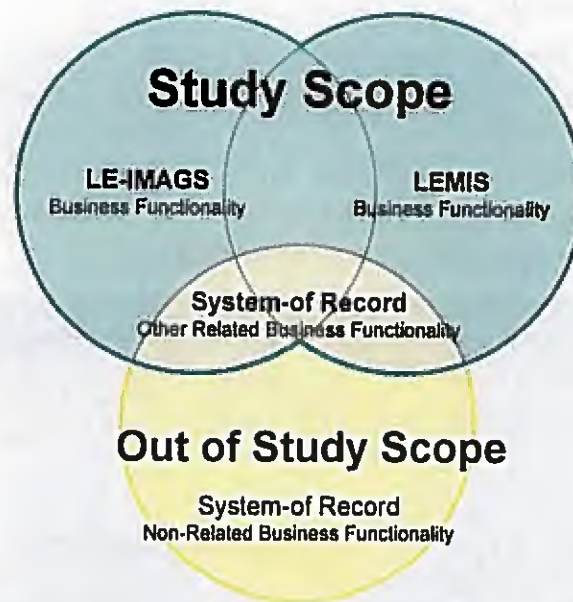 Study Scope
LE-IMAGS
Business Functionality
LEMIS
Business Functionality
System-of Record
Other Related Business Functionality
Out of Study Scope
System-of Record
Non-Related Business Functionality